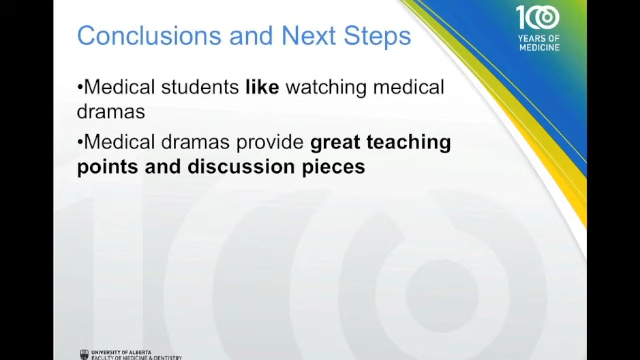 Conclusions and Next Steps
100
YEARS OF
MEDICINE
•Medical students like watching medical
dramas
•Medical dramas provide great teaching
points and discussion pieces
UNIVERSITY OF ALBERTA
FACULTY OF MEDICINE & DENTISTRY